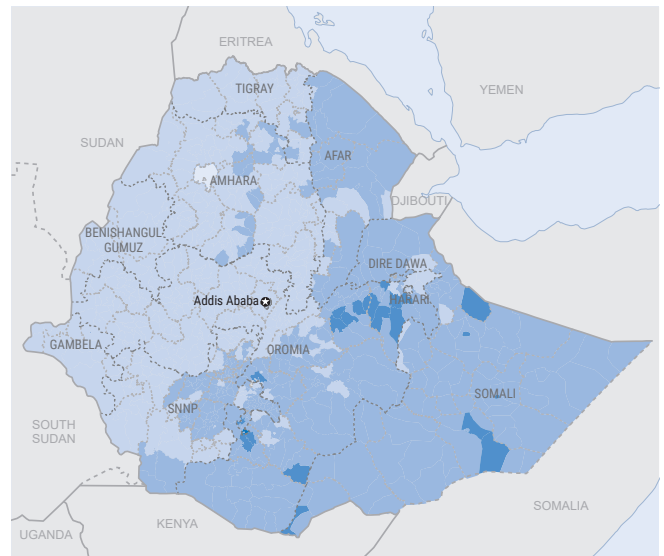 ERITREA
TIGRAY
YEMEN
SUDAN
AFAR
AMHARA
DJIBOUTI
BENISHANGUL
GUMUZ
DIRE DAWA
Addis Ababa
HARARI
GAMBELA
OROMIA
SOMALI
SNNP
SOUTH
SUDAN
SOMALIA
KENYA
UGANDA